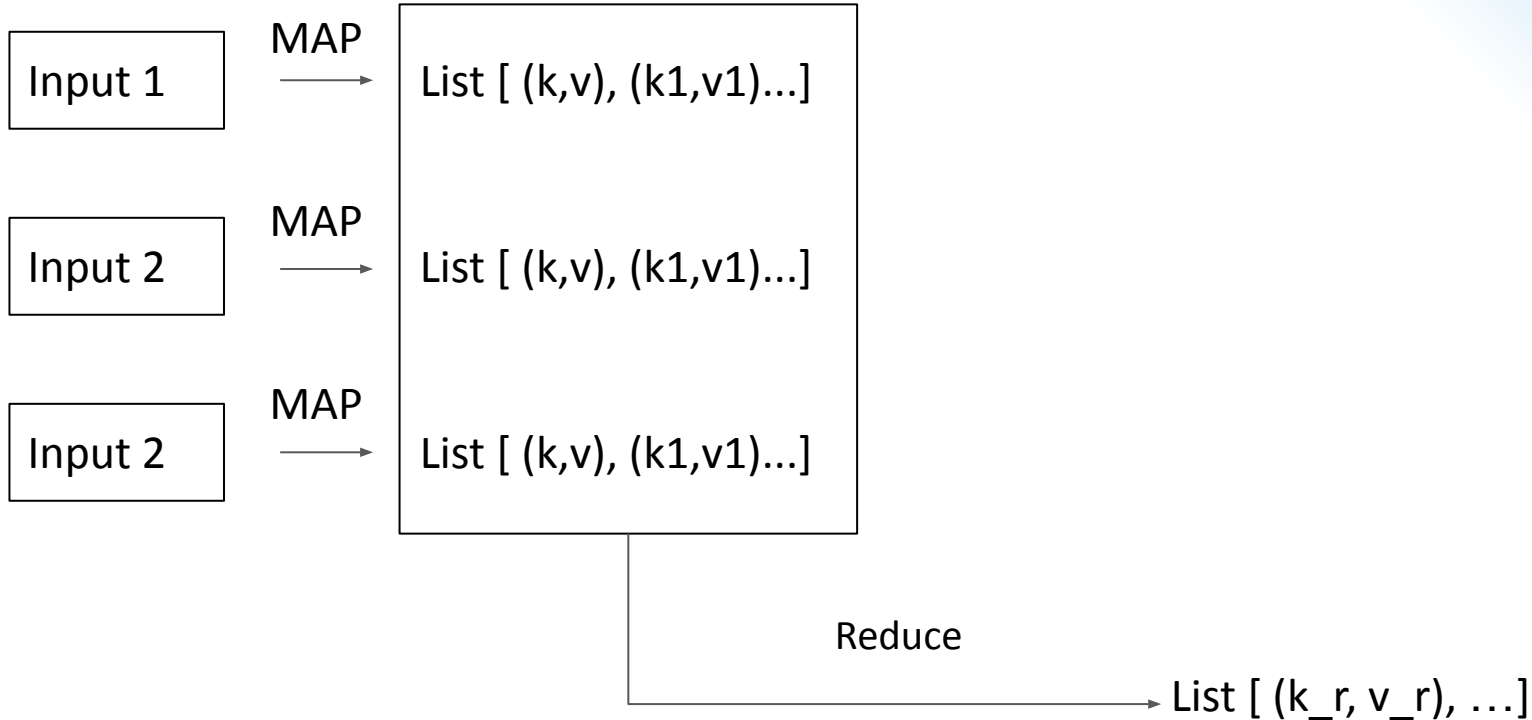 MAP
Input 1
List [ (k,v), (k1,v1)...]
MAP
Input 2
List [ (k,v), (k1,v1)...]
MAP
Input 2
List [ (k,v), (k1,v1)...]
Reduce
List [ (k_r, v_r), …]